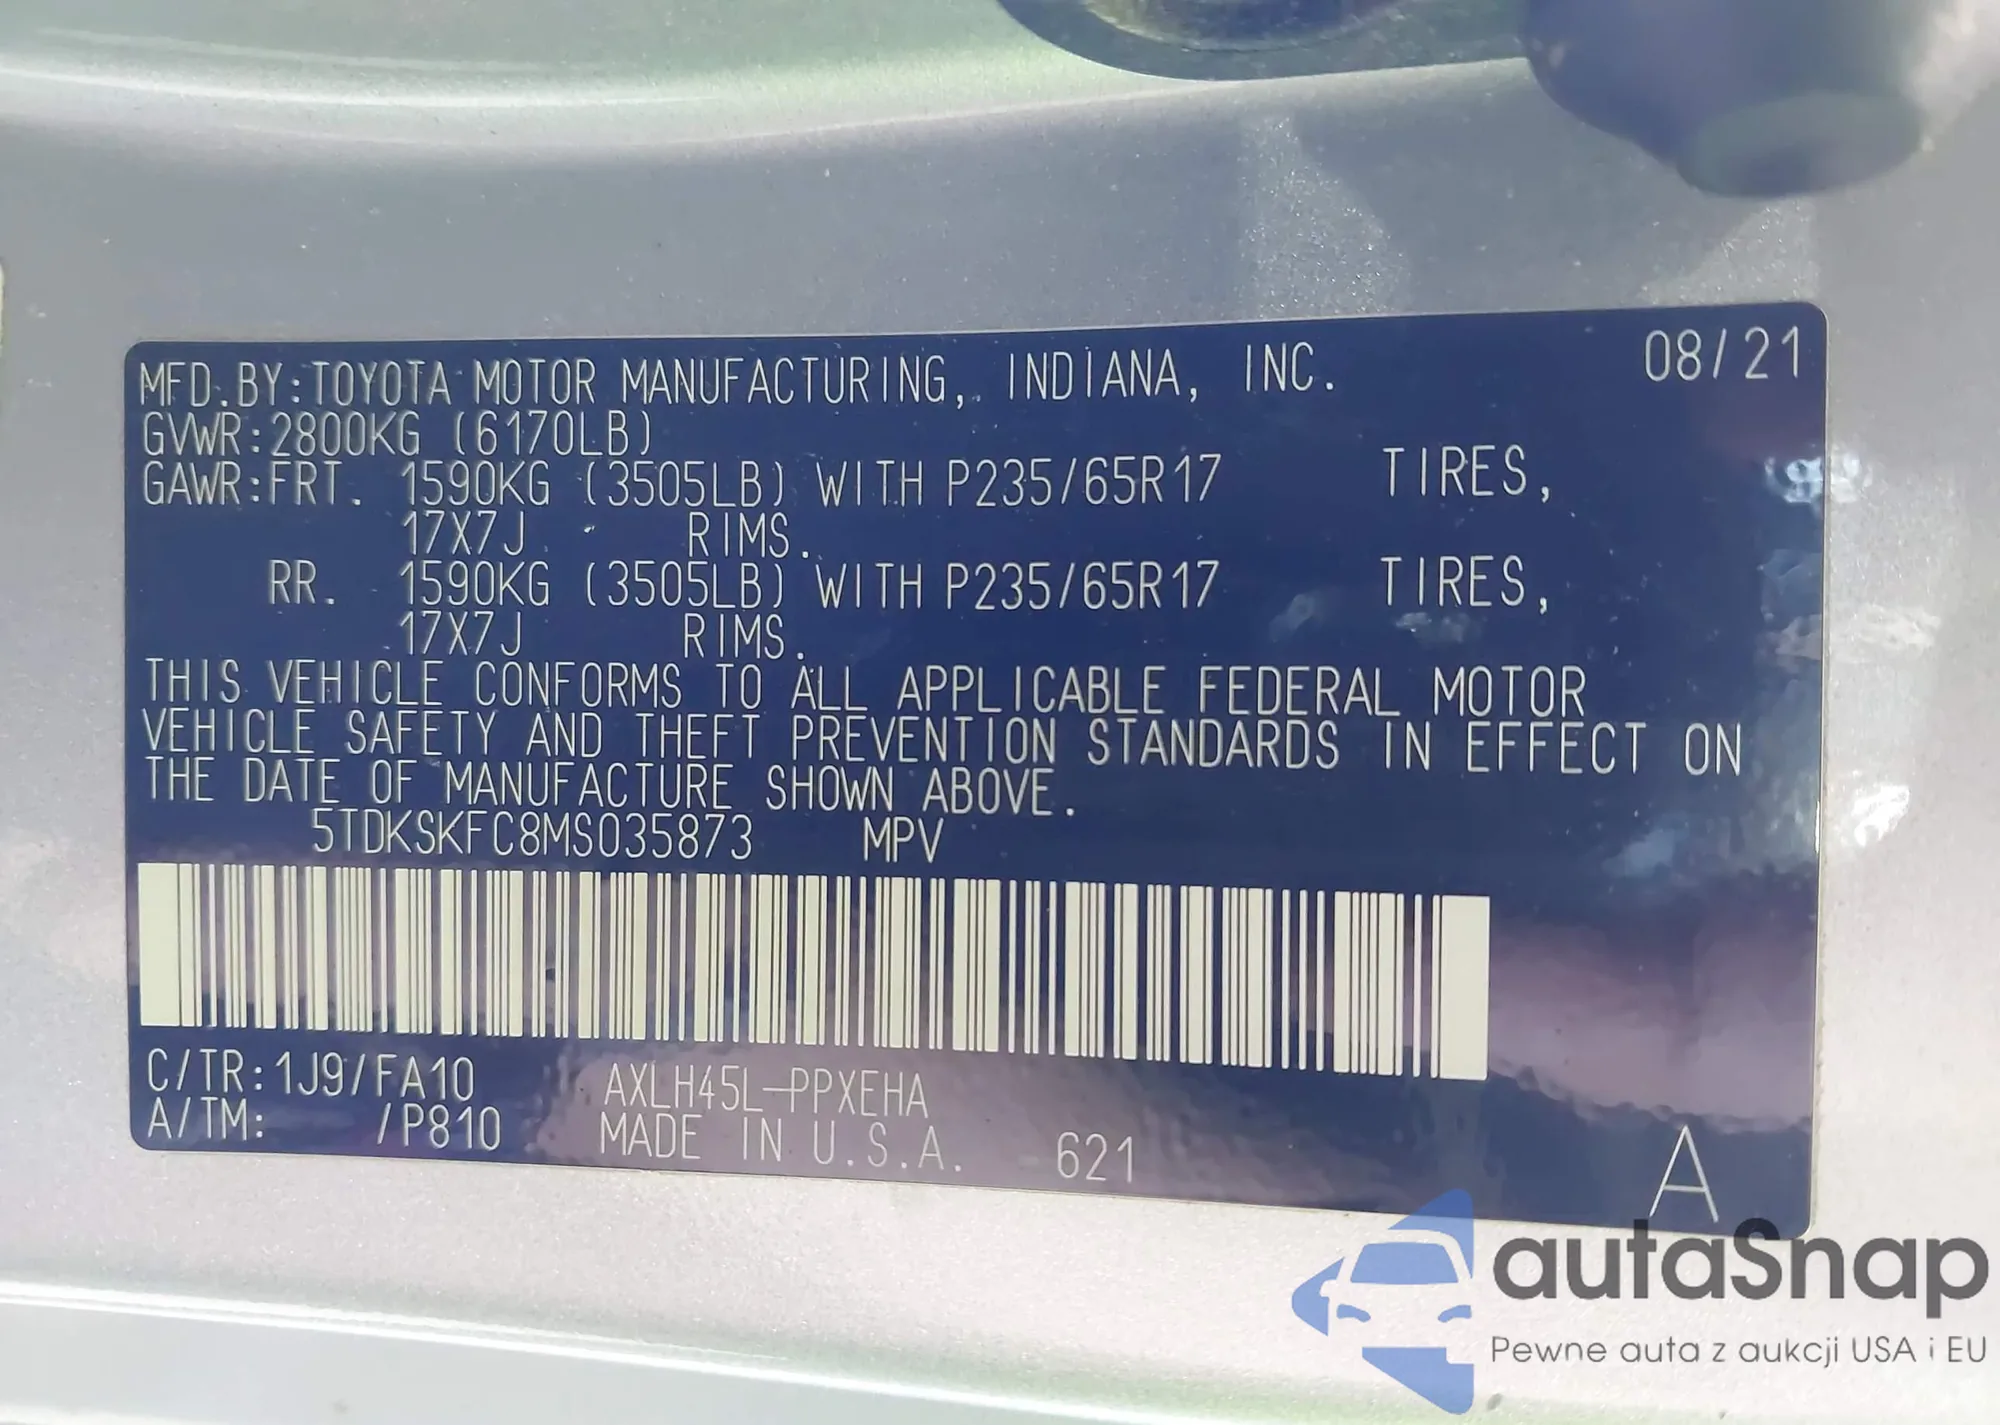 MFD.BY:TOYOTA MOTOR MANUFACTURING, INDIANA, INC. 08/21
GVWR:2800KG (6170LB)
GAWR:FRT. 1590KG (3505LB) WITH P235/65R17 TIRES,
17X7J RIMS.
RR. 1590KG (3505LB) WITH P235/65R17 TIRES,
17X7J RIMS.
THIS VEHICLE CONFORMS TO ALL APPLICABLE FEDERAL MOTOR
VEHICLE SAFETY AND THEFT PREVENTION STANDARDS IN EFFECT ON
THE DATE OF MANUFACTURE SHOWN ABOVE.
5TDKSKFC8MS035873 MPV
C/TR:1J9/FA10 AXLH45L-PPXEHA
A/TM: /P810 MADE IN U.S.A. 621 A
autaSnap
Pewne auta z aukcji USA i EU